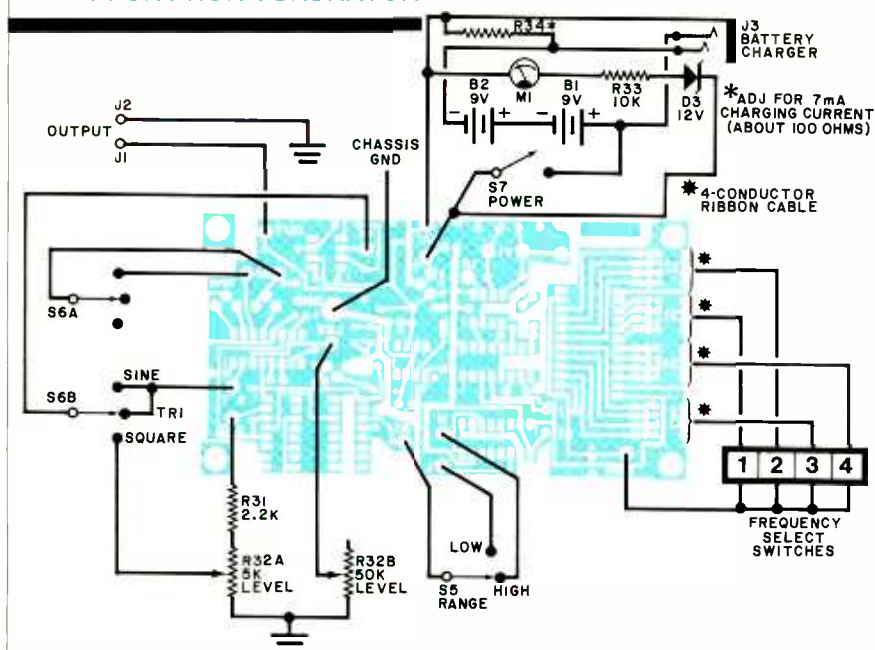 R34*
J3
BATTERY
CHARGER
B2
9V
B1
9V
M1
R33
10K
D3
12V
*ADJ FOR 7mA
CHARGING CURRENT
(ABOUT 100 OHMS)
J2
OUTPUT
J1
CHASSIS
GND
S7
POWER
* 4-CONDUCTOR
RIBBON CABLE
*
*
*
*
S6A
SINE
S6B
TRI
SQUARE
1 2 3 4
FREQUENCY
SELECT
SWITCHES
R31
2.2K
R32A
5K
LEVEL
R32B
50K
LEVEL
LOW
S5
RANGE
HIGH